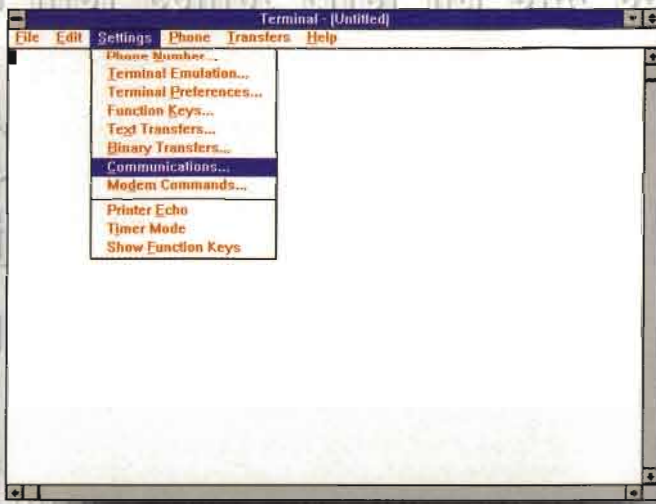 Terminal - [Untitled]
File Edit Settings Phone Transfers Help
Phone Number...
Terminal Emulation...
Terminal Preferences...
Function Keys...
Text Transfers...
Binary Transfers...
Communications...
Modem Commands...
Printer Echo
Timer Mode
Show Function Keys